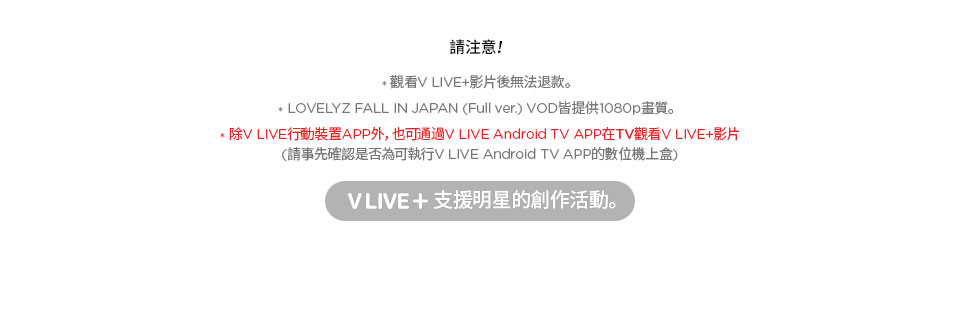 請注意!
* 觀看V LIVE+影片後無法退款。
* LOVELYZ FALL IN JAPAN (Full ver.) VOD皆提供1080p畫質。
* 除V LIVE行動裝置APP外, 也可通過V LIVE Android TV APP在TV觀看V LIVE+影片
(請事先確認是否為可執行V LIVE Android TV APP的數位機上盒)
V LIVE+ 支援明星的創作活動。